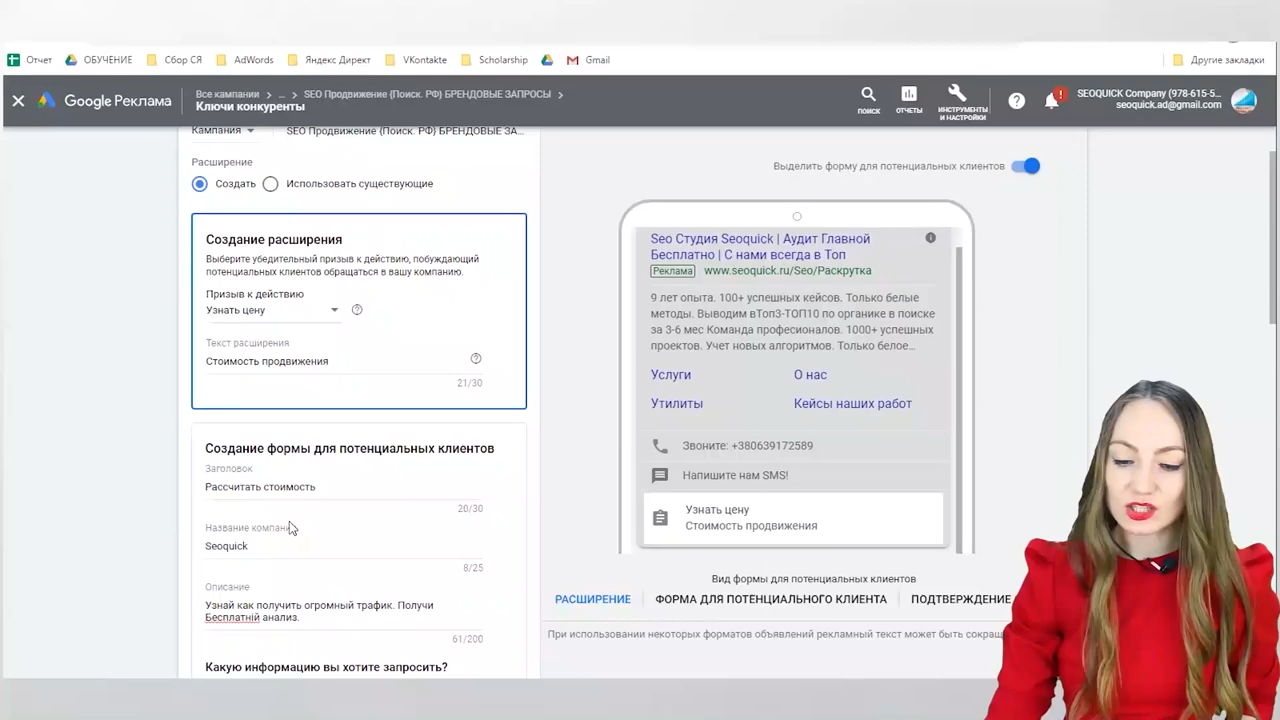 Отчет
ОБУЧЕНИЕ
Сбор СЯ
AdWords
Яндекс Директ
VKontakte
Scholarship
Gmail
Другие закладки
Google Реклама
Все кампании > ... > SEO Продвжение {Поиск. РФ} БРЕНДОВЫЕ ЗАПРОСЫ >
Ключи конкуренты
ПОИСК
ОТЧЕТЫ
ИНСТРУМЕНТЫ
И НАСТРОЙКИ
SEOQUICK Company (978-615-5...
seoquick.ad@gmail.com
Кампания
SEO Продвжение {Поиск. РФ} БРЕНДОВЫЕ ЗА...
Расширение
Создать
Использовать существующие
Создание расширения
Выберите убедительный призыв к действию, побуждающий
потенциальных клиентов обращаться в вашу компанию.
Призыв к действию
Узнать цену
Текст расширения
Стоимость продвижения
21/30
Создание формы для потенциальных клиентов
Заголовок
Рассчитать стоимость
20/30
Название компани
Seoquick
8/25
Описание
Узнай как получить огромный трафик. Получи
Бесплатній анализ.
61/200
Какую информацию вы хотите запросить?
Выделить форму для потенциальных клиентов
Seo Студия Seoquick | Аудит Главной
Бесплатно | С нами всегда в Топ
Реклама www.seoquick.ru/Seo/Раскрутка
9 лет опыта. 100+ успешных кейсов. Только белые
методы. Выводим вТоп3-ТОП10 по органике в поиске
за 3-6 мес Команда професионалов. 1000+ успешных
проектов. Учет новых алгоритмов. Только белое...
Услуги
О нас
Утилиты
Кейсы наших работ
Звоните: +380639172589
Напишите нам SMS!
Узнать цену
Стоимость продвижения
Вид формы для потенциальных клиентов
РАСШИРЕНИЕ
ФОРМА ДЛЯ ПОТЕНЦИАЛЬНОГО КЛИЕНТА
ПОДТВЕРЖДЕНИЕ
При использовании некоторых форматов объявлений рекламный текст может быть сокращ